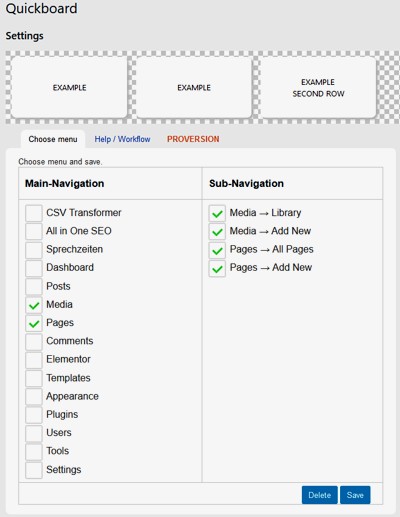 Quickboard
Settings
EXAMPLE
EXAMPLE
EXAMPLE
SECOND ROW
Choose menu
Help / Workflow
PROVERSION
Choose menu and save.
Main-Navigation
Sub-Navigation
CSV Transformer
All in One SEO
Sprechzeiten
Dashboard
Posts
Media
Pages
Comments
Elementor
Templates
Appearance
Plugins
Users
Tools
Settings
Media → Library
Media → Add New
Pages → All Pages
Pages → Add New
Delete
Save